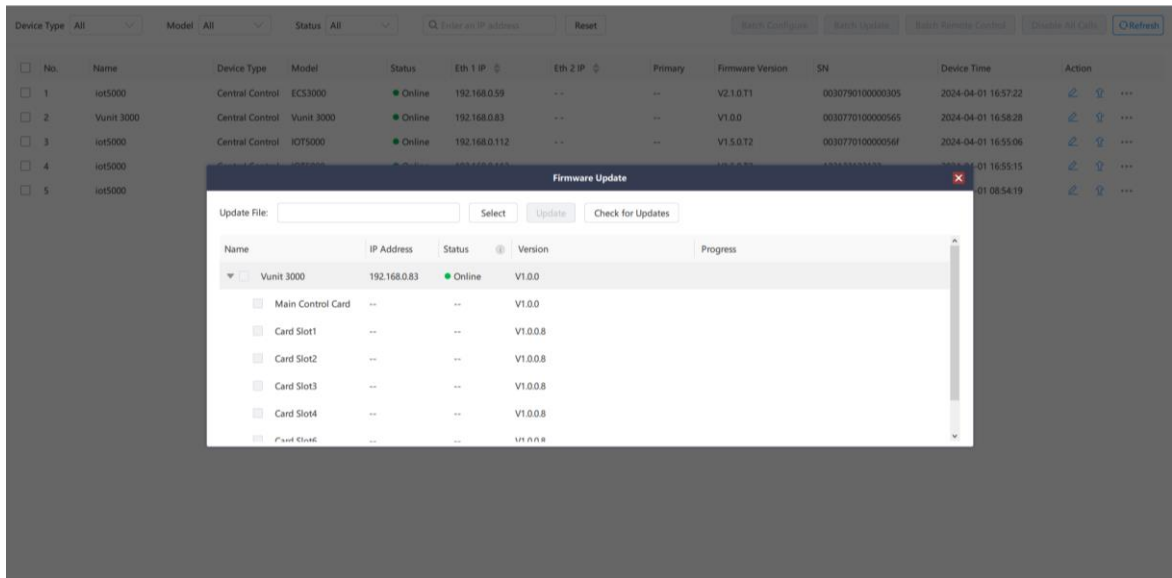 Device Type All Model All Status All Enter an IP address Reset Batch Configure Batch Update Batch Remote Control Disable All Calls Refresh
No. Name Device Type Model Status Eth 1 IP Eth 2 IP Primary Firmware Version SN Device Time Action
1 iot5000 Central Control ECS3000 Online 192.168.0.59 - - -- V2.1.0.T1 0030790100000305 2024-04-01 16:57:22
2 Vunit 3000 Central Control Vunit 3000 Online 192.168.0.83 - - -- V1.0.0 0030770100000565 2024-04-01 16:58:28
3 iot5000 Central Control IOT5000 Online 192.168.0.112 - - -- V1.5.0.T2 003077010000056f 2024-04-01 16:55:06
4 iot5000 16:55:15
5 iot5000 -01 08:54:19
Firmware Update
Update File: Select Update Check for Updates
Name IP Address Status Version Progress
Vunit 3000 192.168.0.83 Online V1.0.0
Main Control Card -- -- V1.0.0
Card Slot1 -- -- V1.0.0.8
Card Slot2 -- -- V1.0.0.8
Card Slot3 -- -- V1.0.0.8
Card Slot4 -- -- V1.0.0.8
Card Slot6 -- -- V1.0.0.8